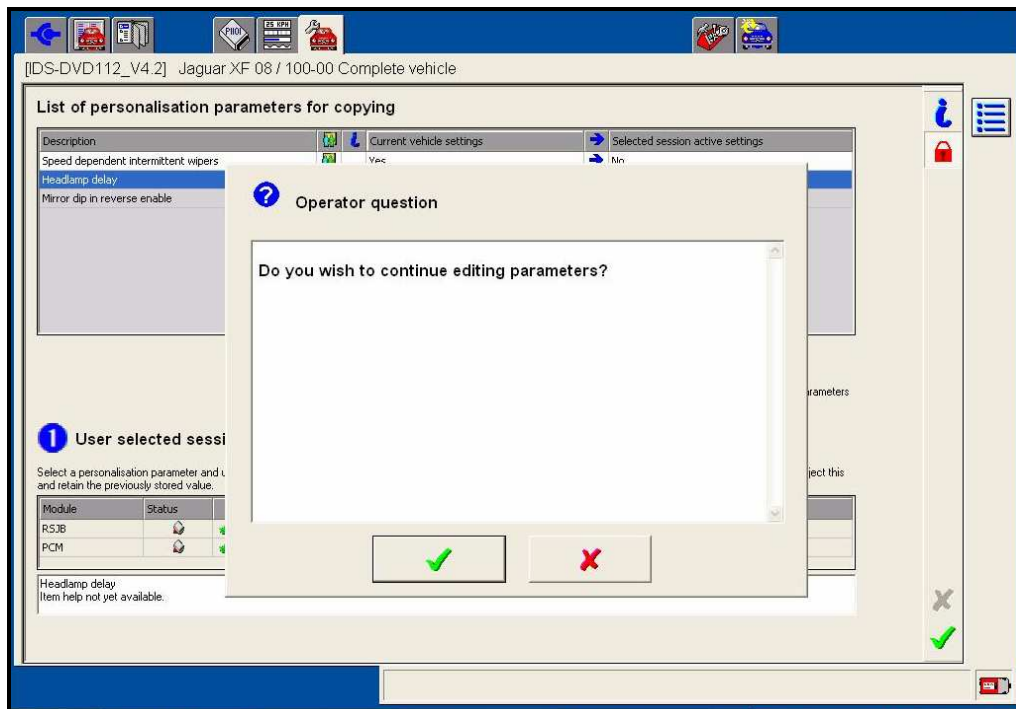 PHOI
25 KPH
[IDS-DVD112_V4.2] Jaguar XF 08 / 100-00 Complete vehicle
List of personalisation parameters for copying
Description Current vehicle settings Selected session active settings
Speed dependent intermittent wipers Yes No
Headlamp delay
Mirror dip in reverse enable
Operator question
Do you wish to continue editing parameters?
rameters
1 User selected sessi
Select a personalisation parameter and u ject this
and retain the previously stored value.
Module Status
RSJB
PCM
Headlamp delay
Item help not yet available.